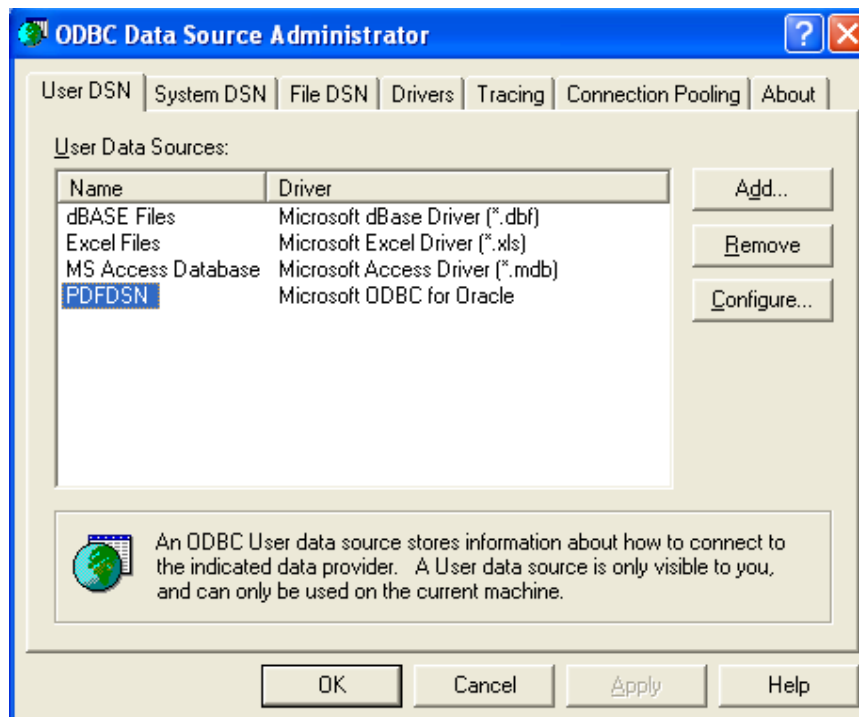 ODBC Data Source Administrator
User DSN System DSN File DSN Drivers Tracing Connection Pooling About
User Data Sources:
Name Driver Add...
dBASE Files Microsoft dBase Driver (*.dbf)
Excel Files Microsoft Excel Driver (*.xls) Remove
MS Access Database Microsoft Access Driver (*.mdb)
PDFDSN Microsoft ODBC for Oracle Configure...
An ODBC User data source stores information about how to connect to
the indicated data provider. A User data source is only visible to you,
and can only be used on the current machine.
OK Cancel Apply Help